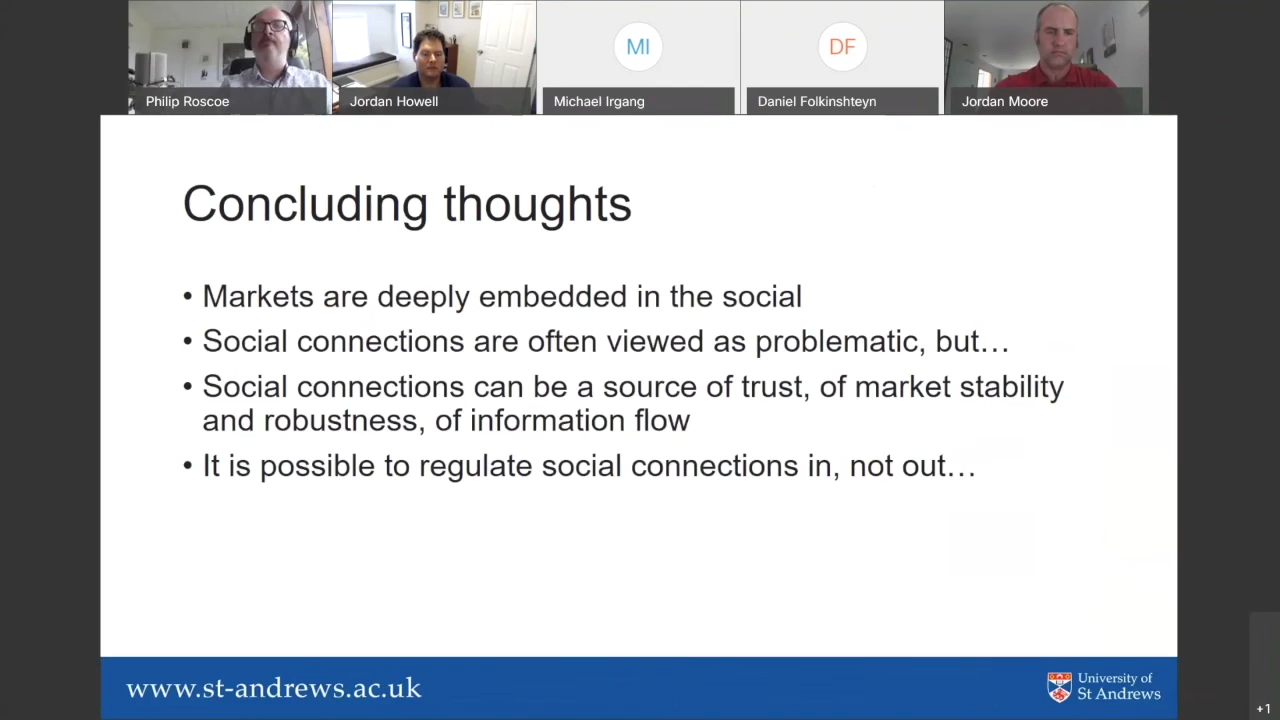 MI
DF
Philip Roscoe
Jordan Howell
Michael Irgang
Daniel Folkinshteyn
Jordan Moore
Concluding thoughts
• Markets are deeply embedded in the social
• Social connections are often viewed as problematic, but…
• Social connections can be a source of trust, of market stability
and robustness, of information flow
• It is possible to regulate social connections in, not out…
www.st-andrews.ac.uk
University of
St Andrews
+1